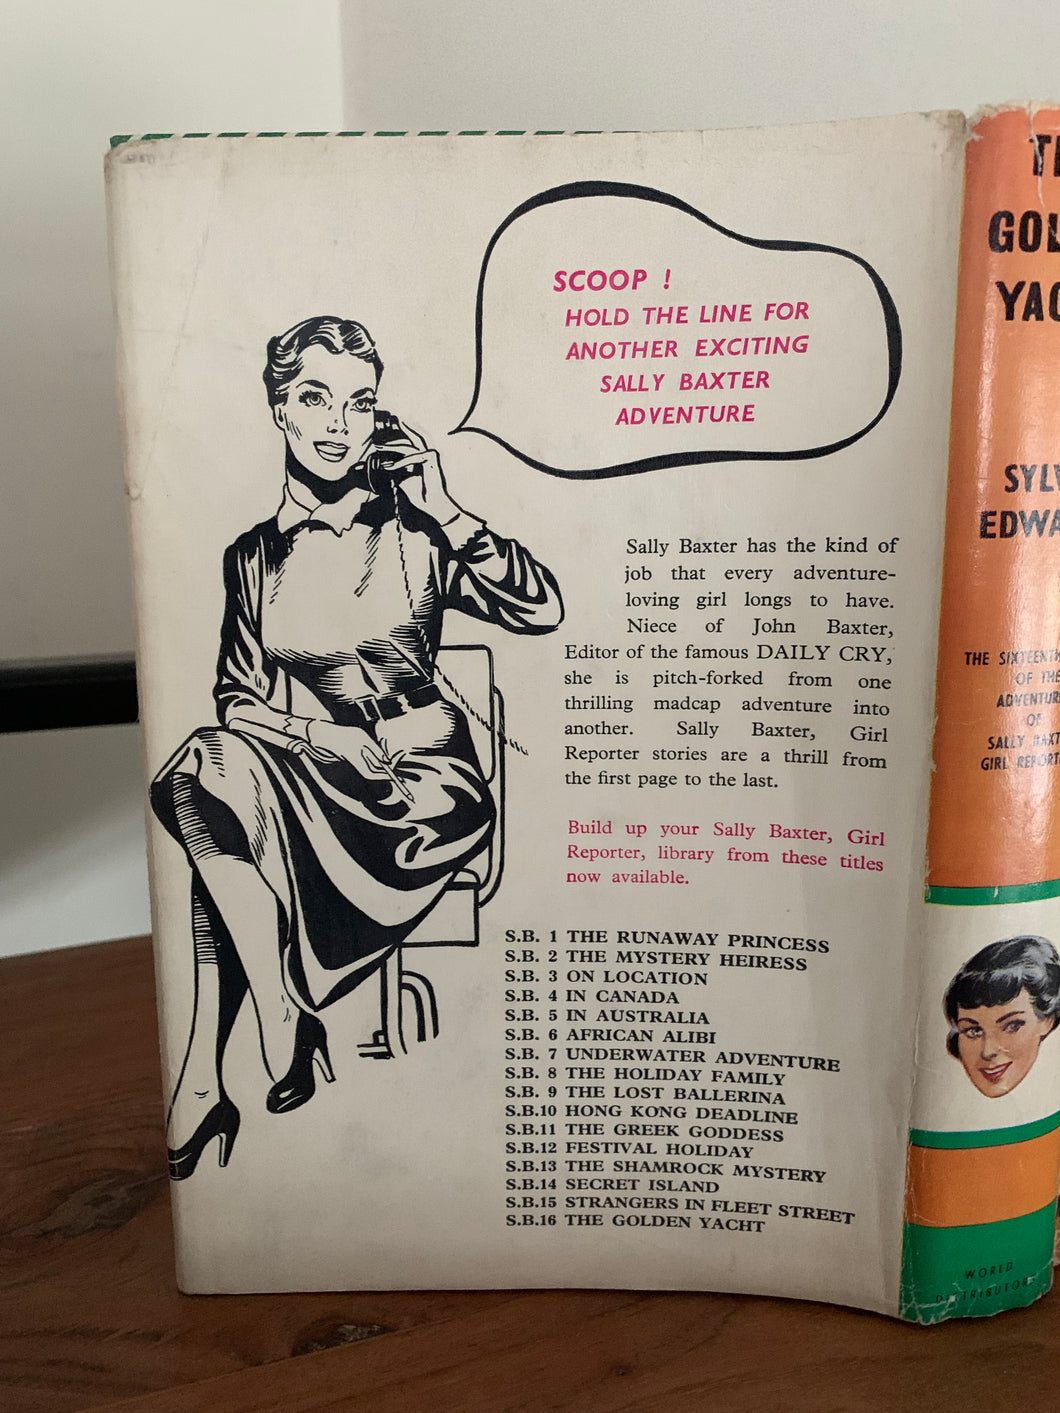 SCOOP !
HOLD THE LINE FOR
ANOTHER EXCITING
SALLY BAXTER
ADVENTURE
Sally Baxter has the kind of
job that every adventure-
loving girl longs to have.
Niece of John Baxter,
Editor of the famous DAILY CRY,
she is pitch-forked from one
thrilling madcap adventure into
another. Sally Baxter, Girl
Reporter stories are a thrill from
the first page to the last.
Build up your Sally Baxter, Girl
Reporter, library from these titles
now available.
S.B. 1 THE RUNAWAY PRINCESS
S.B. 2 THE MYSTERY HEIRESS
S.B. 3 ON LOCATION
S.B. 4 IN CANADA
S.B. 5 IN AUSTRALIA
S.B. 6 AFRICAN ALIBI
S.B. 7 UNDERWATER ADVENTURE
S.B. 8 THE HOLIDAY FAMILY
S.B. 9 THE LOST BALLERINA
S.B.10 HONG KONG DEADLINE
S.B.11 THE GREEK GODDESS
S.B.12 FESTIVAL HOLIDAY
S.B.13 THE SHAMROCK MYSTERY
S.B.14 SECRET ISLAND
S.B.15 STRANGERS IN FLEET STREET
S.B.16 THE GOLDEN YACHT
GOL
YAC
SYLV
EDWA
THE SIXTEENTH
OF THE
ADVENTUR
OF
SALLY BAXT
GIRL REPORT
WORLD
DISTRIBUTOR